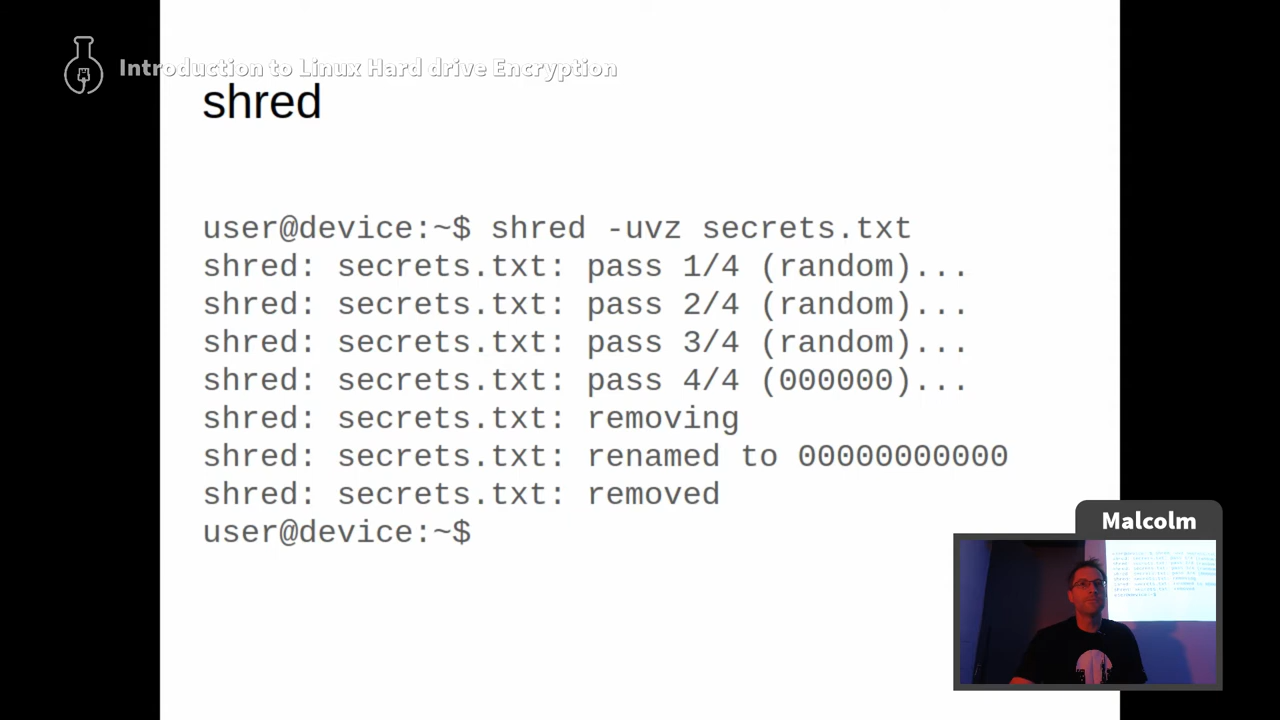 Introduction to Linux Hard drive Encryption
shred
user@device:~$ shred -uvz secrets.txt
shred: secrets.txt: pass 1/4 (random)...
shred: secrets.txt: pass 2/4 (random)...
shred: secrets.txt: pass 3/4 (random)...
shred: secrets.txt: pass 4/4 (000000)...
shred: secrets.txt: removing
shred: secrets.txt: renamed to 00000000000
shred: secrets.txt: removed
user@device:~$
Malcolm